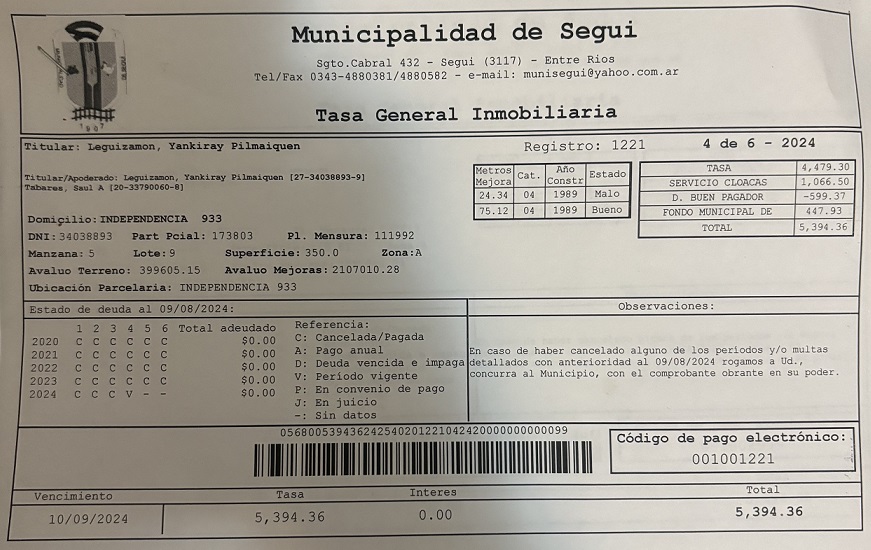 Municipalidad de Segui
Sgto.Cabral 432 - Segui (3117) - Entre Rios
Tel/Fax 0343-4880381/4880582 - e-mail: munisegui@yahoo.com.ar
1907
Tasa General Inmobiliaria
Titular: Leguizamon, Yankiray Pilmaiquen
Registro: 1221
4 de 6 - 2024
Titular/Apoderado: Leguizamon, Yankiray Pilmaiquen [27-34038893-9]
Tabares, Saul A [20-33790060-8]
Metros Mejora Cat. Año Constr Estado
24.34 04 1989 Malo
75.12 04 1989 Bueno
TASA 4,479.30
SERVICIO CLOACAS 1,066.50
D. BUEN PAGADOR -599.37
FONDO MUNICIPAL DE 447.93
TOTAL 5,394.36
Domicilio: INDEPENDENCIA 933
DNI: 34038893 Part Pcial: 173803 Pl. Mensura: 111992
Manzana: 5 Lote: 9 Superficie: 350.0 Zona: A
Avaluo Terreno: 399605.15 Avaluo Mejoras: 2107010.28
Ubicación Parcelaria: INDEPENDENCIA 933
Estado de deuda al 09/08/2024:
1 2 3 4 5 6 Total adeudado
2020 C C C C C C $0.00
2021 C C C C C C $0.00
2022 C C C C C C $0.00
2023 C C C C C C $0.00
2024 C C C V - - $0.00
Referencia:
C: Cancelada/Pagada
A: Pago anual
D: Deuda vencida e impaga
V: Período vigente
P: En convenio de pago
J: En juicio
-: Sin datos
Observaciones:
En caso de haber cancelado alguno de los períodos y/o multas
detallados con anterioridad al 09/08/2024 rogamos a Ud.,
concurra al Municipio, con el comprobante obrante en su poder.
Código de pago electrónico:
001001221
Vencimiento Tasa Interes Total
10/09/2024 5,394.36 0.00 5,394.36